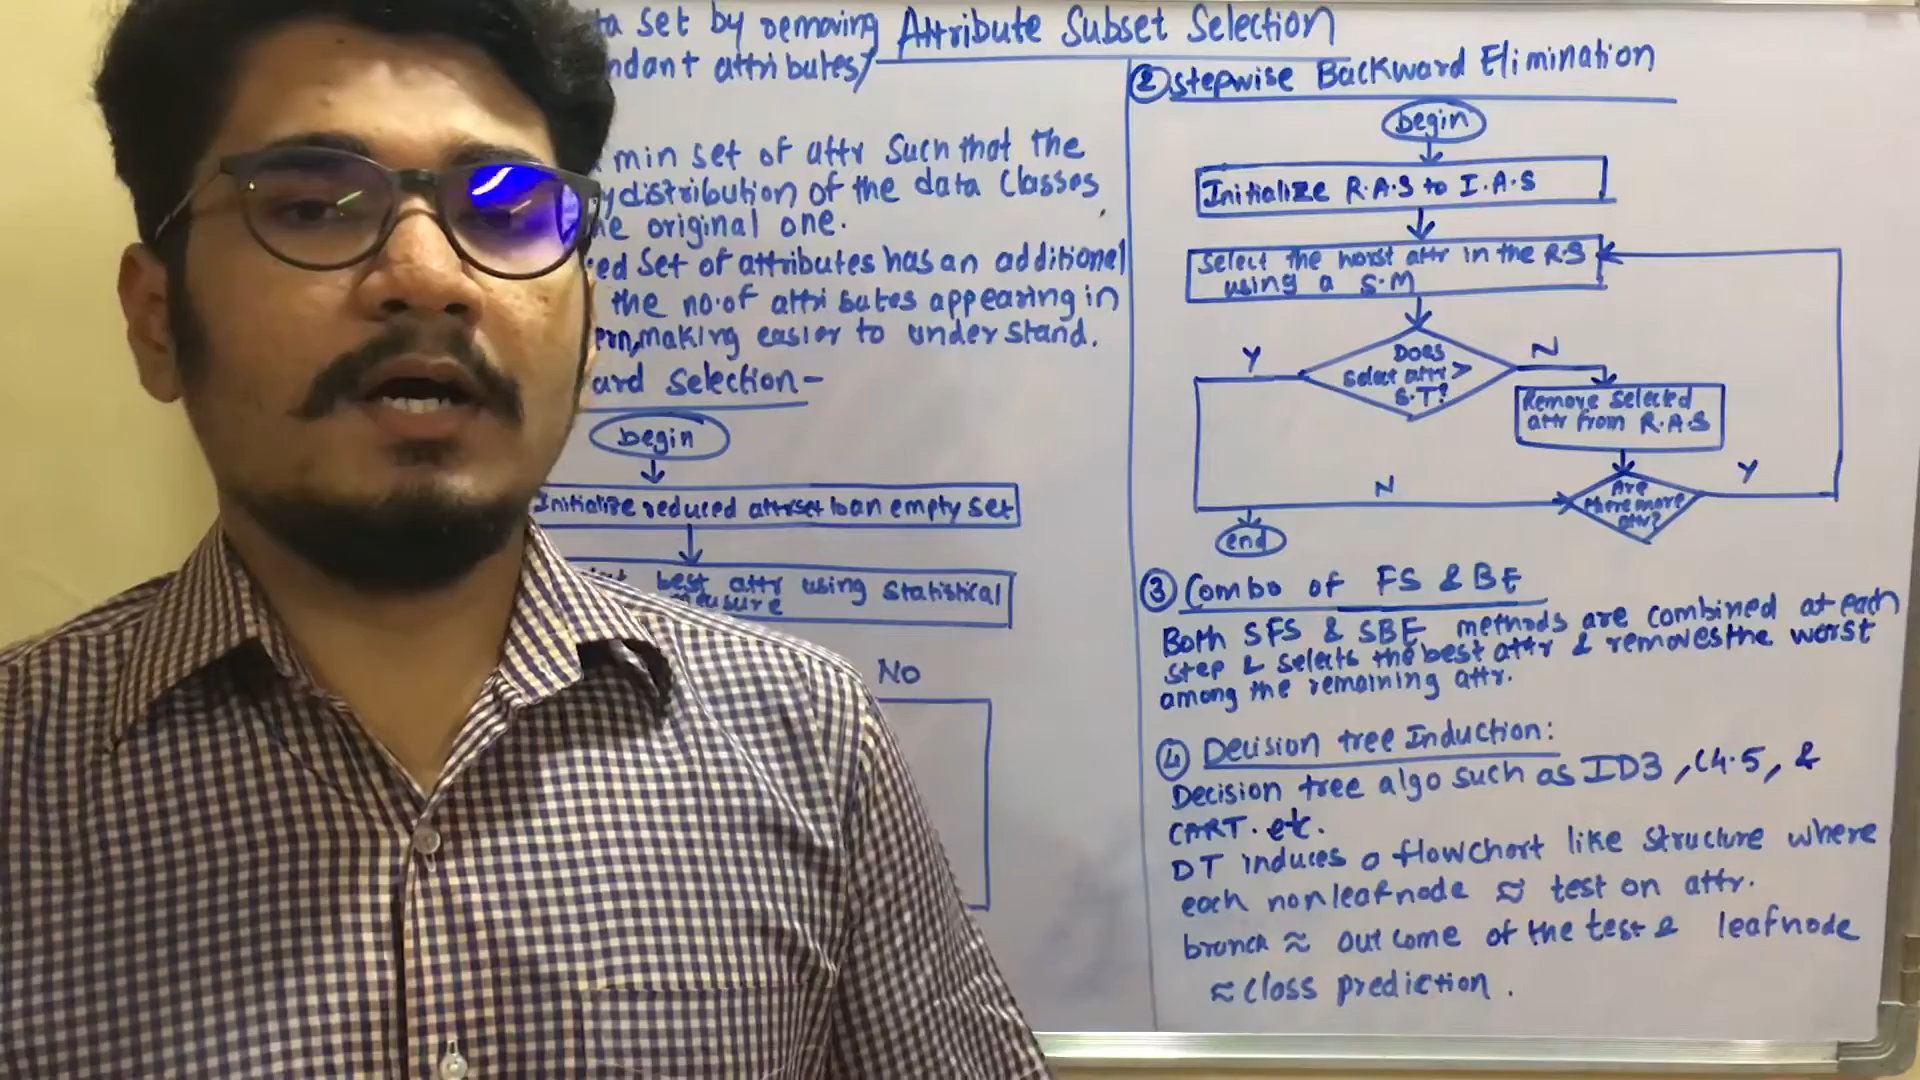 ta set by removing Attribute Subset Selection
ndant attributes)
min set of attr such that the
y distribution of the data classes
he original one.
ed set of attributes has an additional
the no. of attributes appearing in
ern, making easier to understand.
ard selection-
begin
Initialize reduced attrset to an empty set
best attr using statistical
measure
No
② Stepwise Backward Elimination
begin
Initialize R.A.S to I.A.S
Select the worst attr in the R.S
using a S.M
Does
select attr >
S.T?
Y
N
Remove selected
attr from R.A.S
Are
there more
attr?
Y
N
end
③ Combo of FS & BE
Both SFS & SBE methods are combined at each
step & selects the best attr & removes the worst
among the remaining attr.
④ Decision tree Induction:
Decision tree algo such as ID3, C4.5, &
CART. etc.
DT induces a flowchart like structure where
each nonleafnode ≈ test on attr.
branch ≈ outcome of the test & leafnode
≈ class prediction.